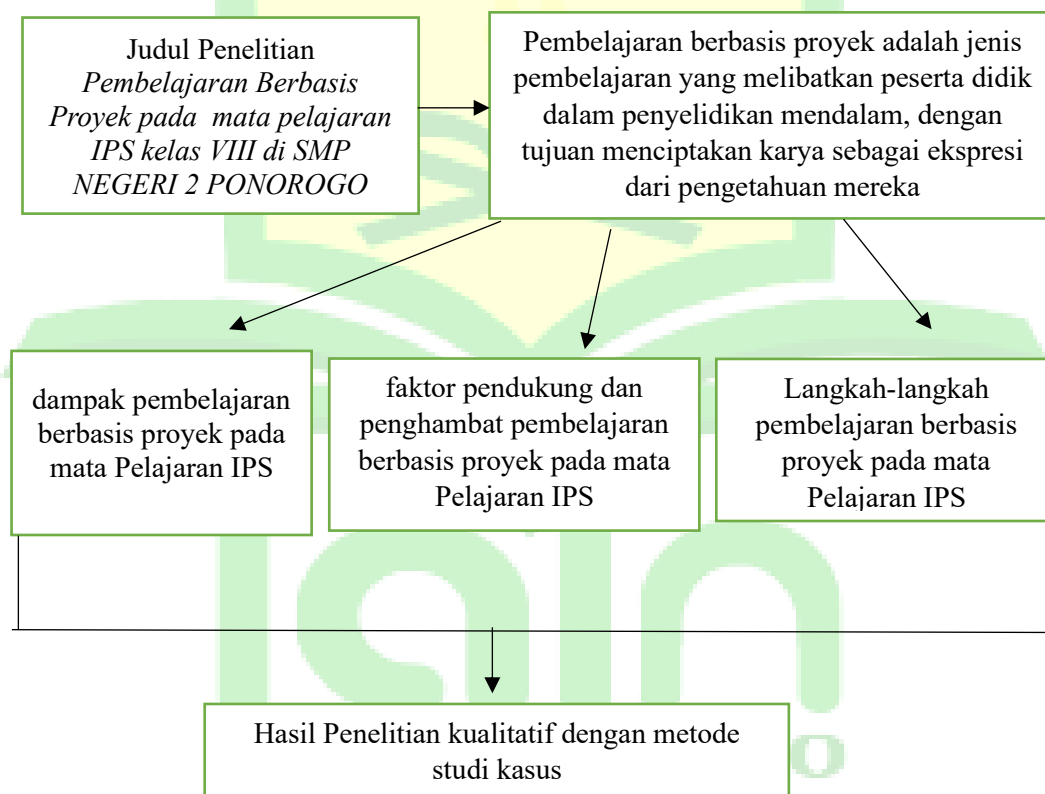 Judul Penelitian
Pembelajaran Berbasis
Proyek pada mata pelajaran
IPS kelas VIII di SMP
NEGERI 2 PONOROGO
Pembelajaran berbasis proyek adalah jenis
pembelajaran yang melibatkan peserta didik
dalam penyelidikan mendalam, dengan
tujuan menciptakan karya sebagai ekspresi
dari pengetahuan mereka
dampak pembelajaran
berbasis proyek pada
mata Pelajaran IPS
faktor pendukung dan
penghambat pembelajaran
berbasis proyek pada mata
Pelajaran IPS
Langkah-langkah
pembelajaran berbasis
proyek pada mata
Pelajaran IPS
Hasil Penelitian kualitatif dengan metode
studi kasus